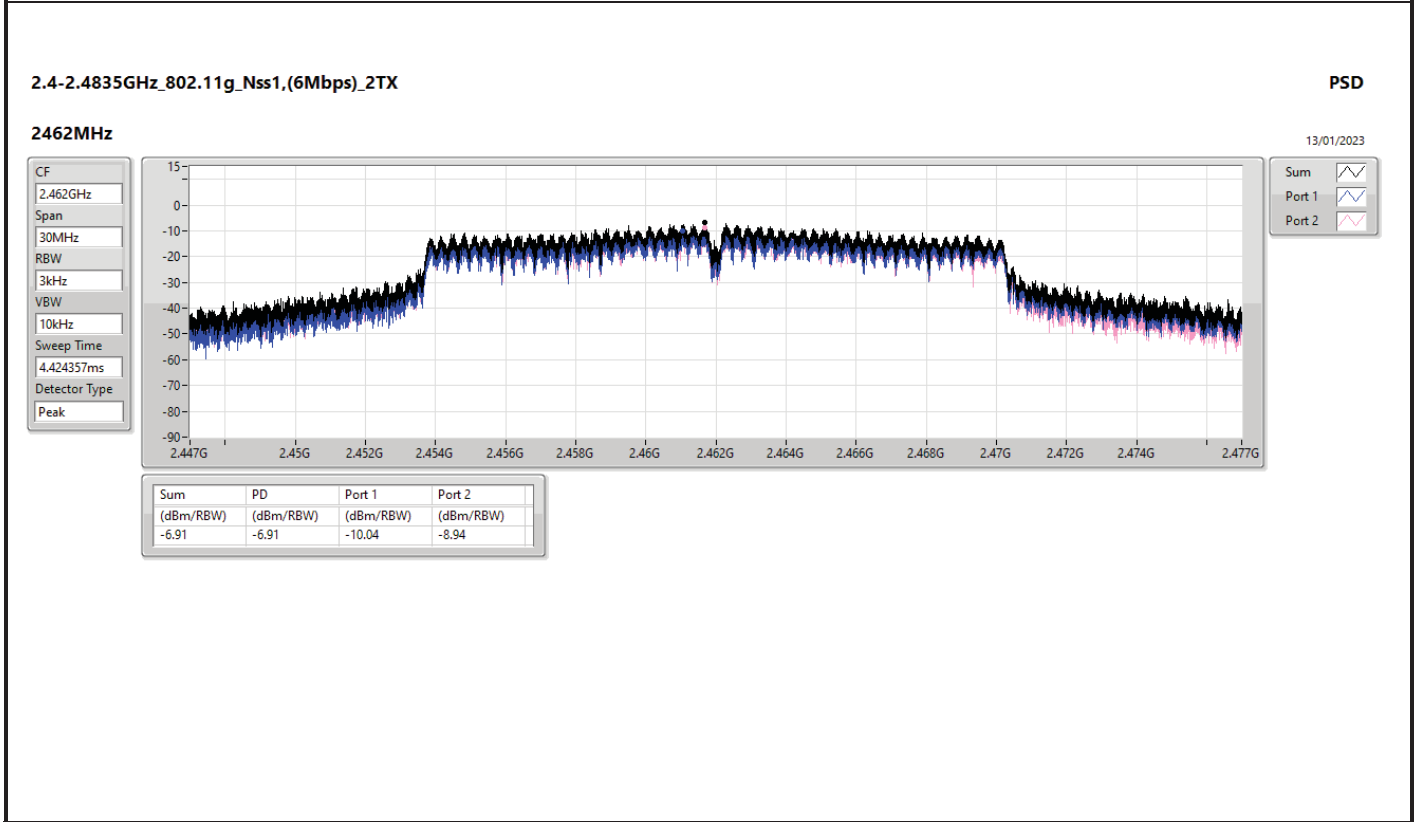 2.4-2.4835GHz_802.11g_Nss1,(6Mbps)_2TX
PSD
2462MHz
13/01/2023
CF
2.462GHz
Span
30MHz
RBW
3kHz
VBW
10kHz
Sweep Time
4.424357ms
Detector Type
Peak
15
0
-10
-20
-30
-40
-50
-60
-70
-80
-90
2.447G 2.45G 2.452G 2.454G 2.456G 2.458G 2.46G 2.462G 2.464G 2.466G 2.468G 2.47G 2.472G 2.474G 2.477G
Sum
Port 1
Port 2
Sum PD Port 1 Port 2
(dBm/RBW) (dBm/RBW) (dBm/RBW) (dBm/RBW)
-6.91 -6.91 -10.04 -8.94